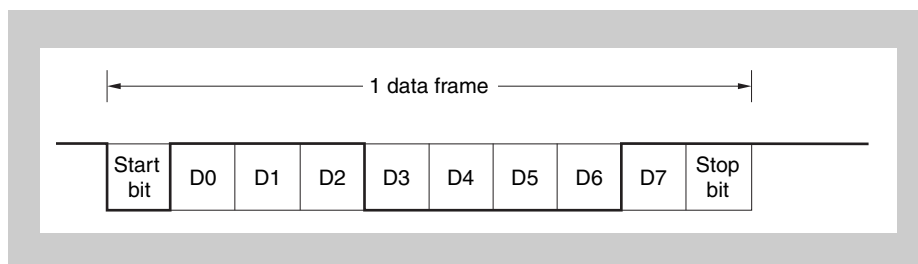 1 data frame
Start
bit
D0
D1
D2
D3
D4
D5
D6
D7
Stop
bit